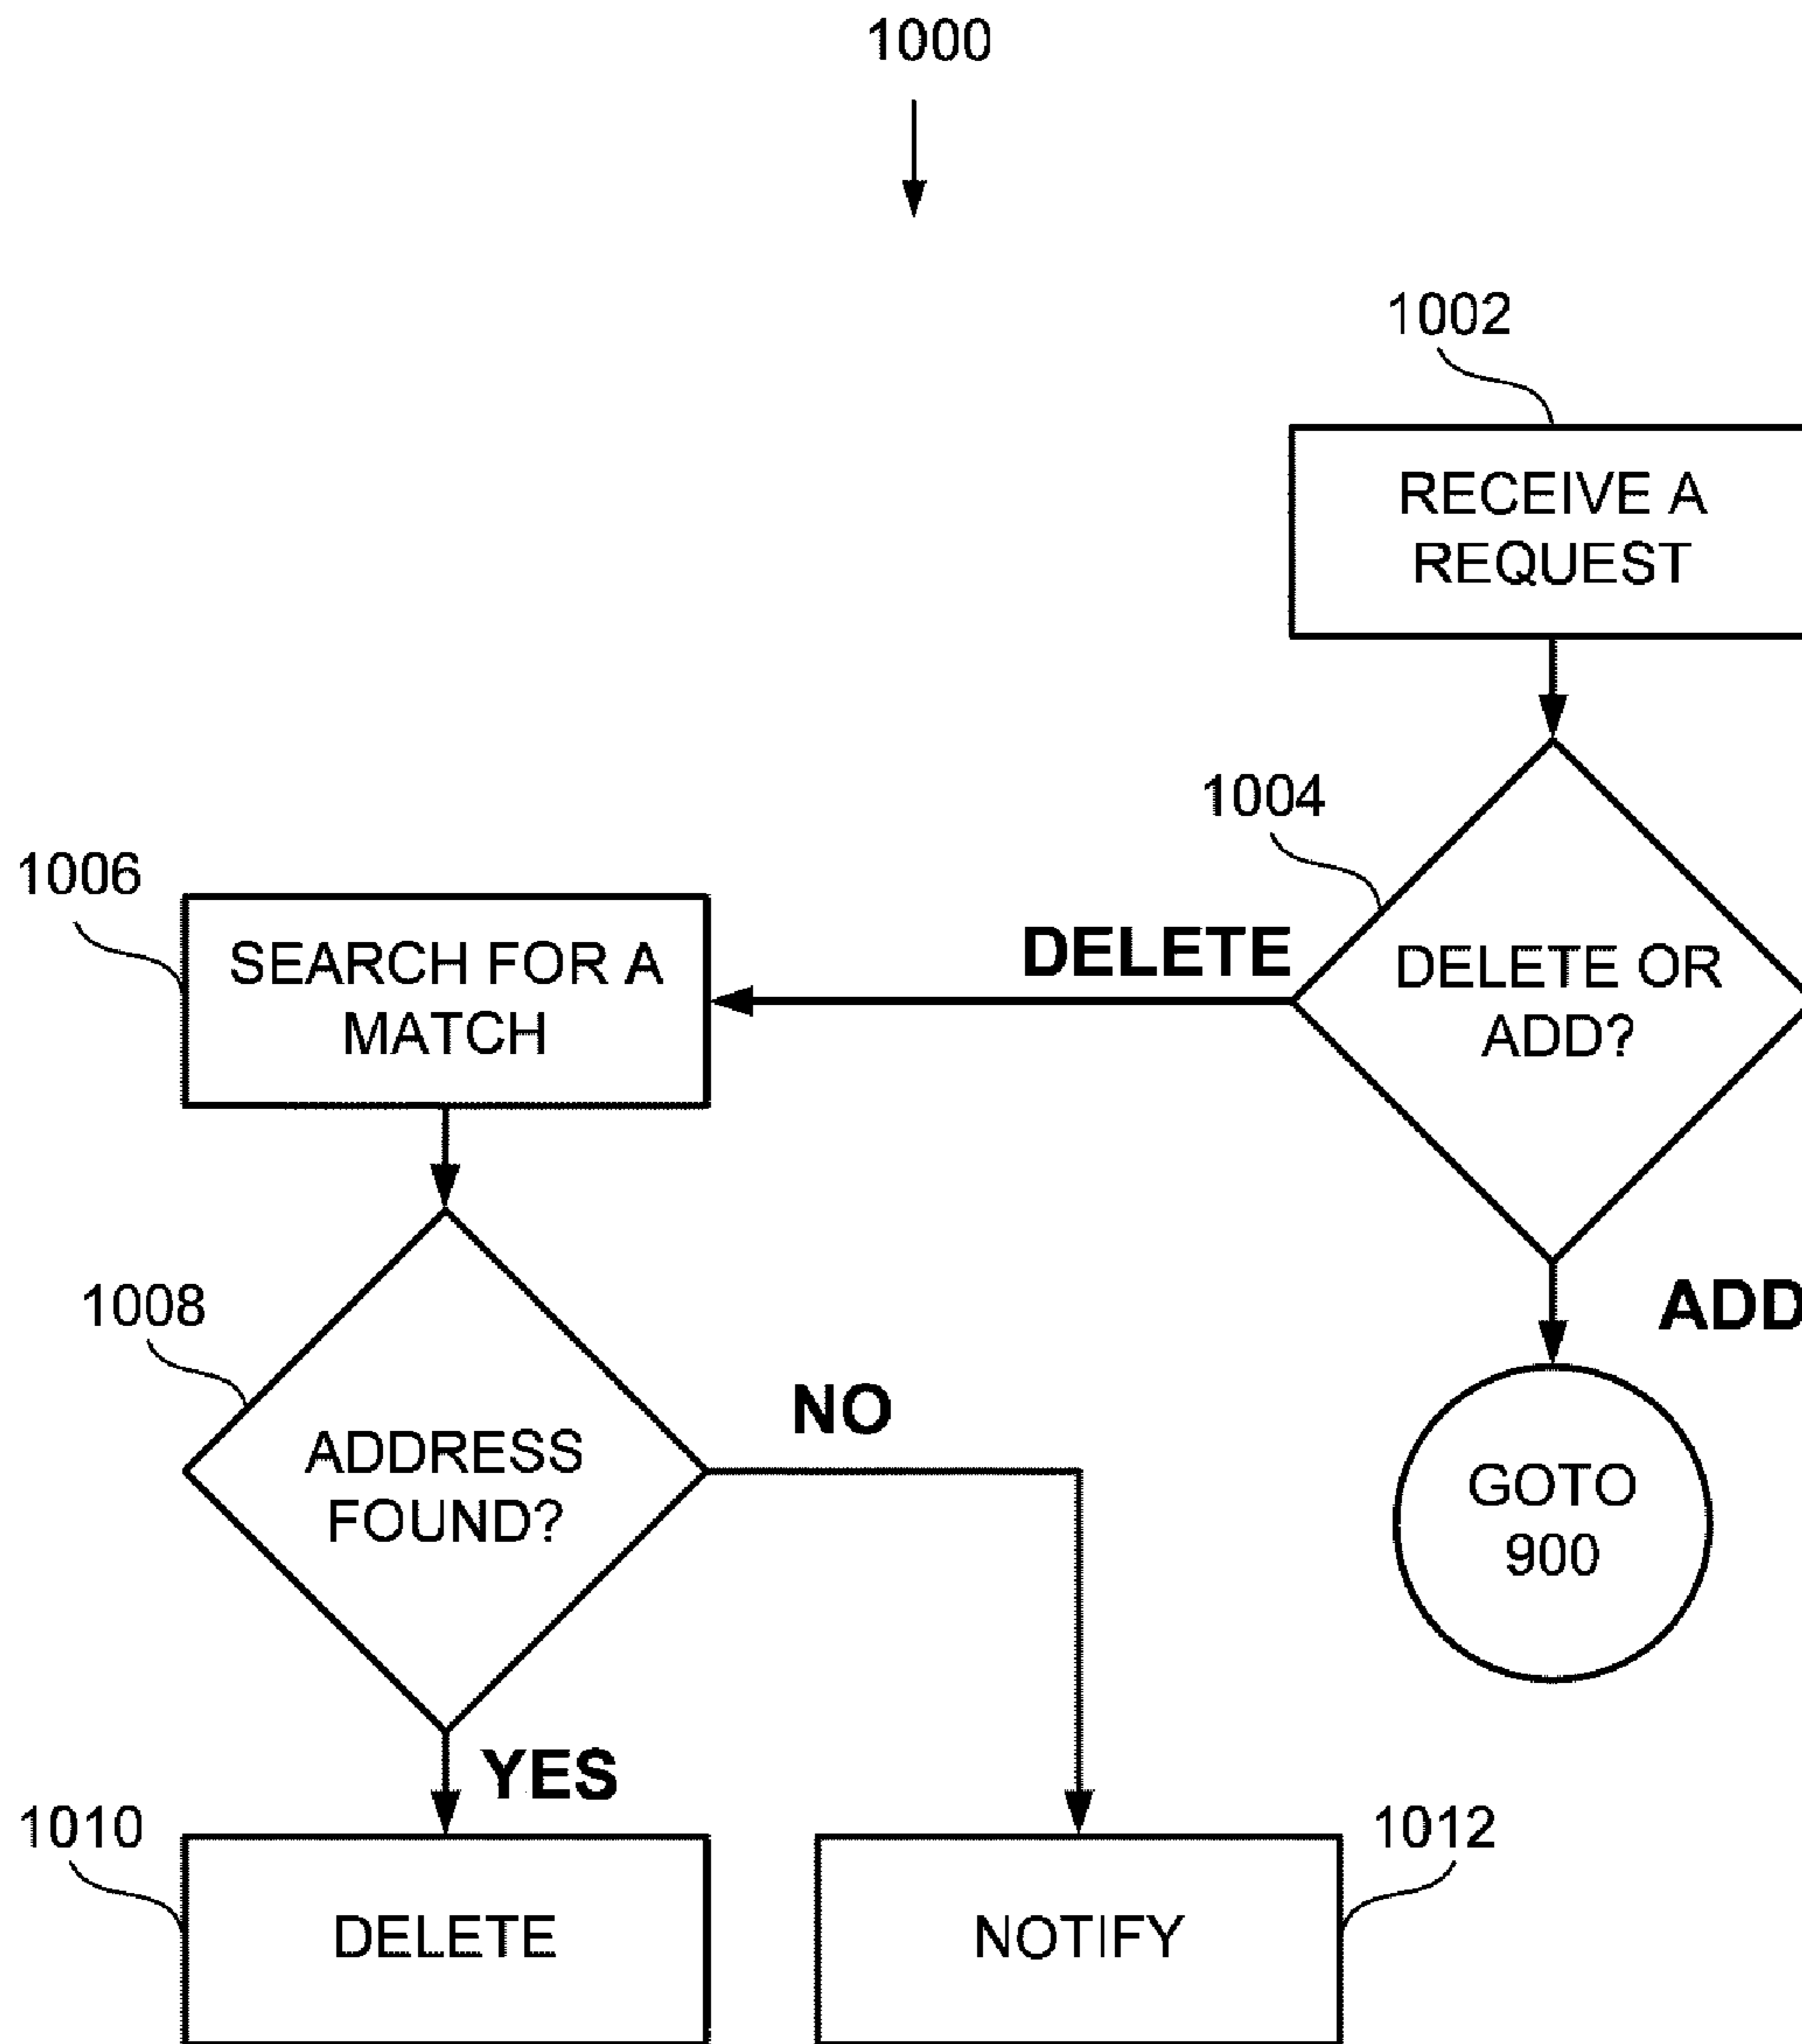 1000
1002
RECEIVE A
REQUEST
1004
1006
DELETE
DELETE OR
ADD?
SEARCH FOR A
MATCH
1008
ADD
NO
ADDRESS
FOUND?
GOTO
900
YES
1010
1012
DELETE
NOTIFY